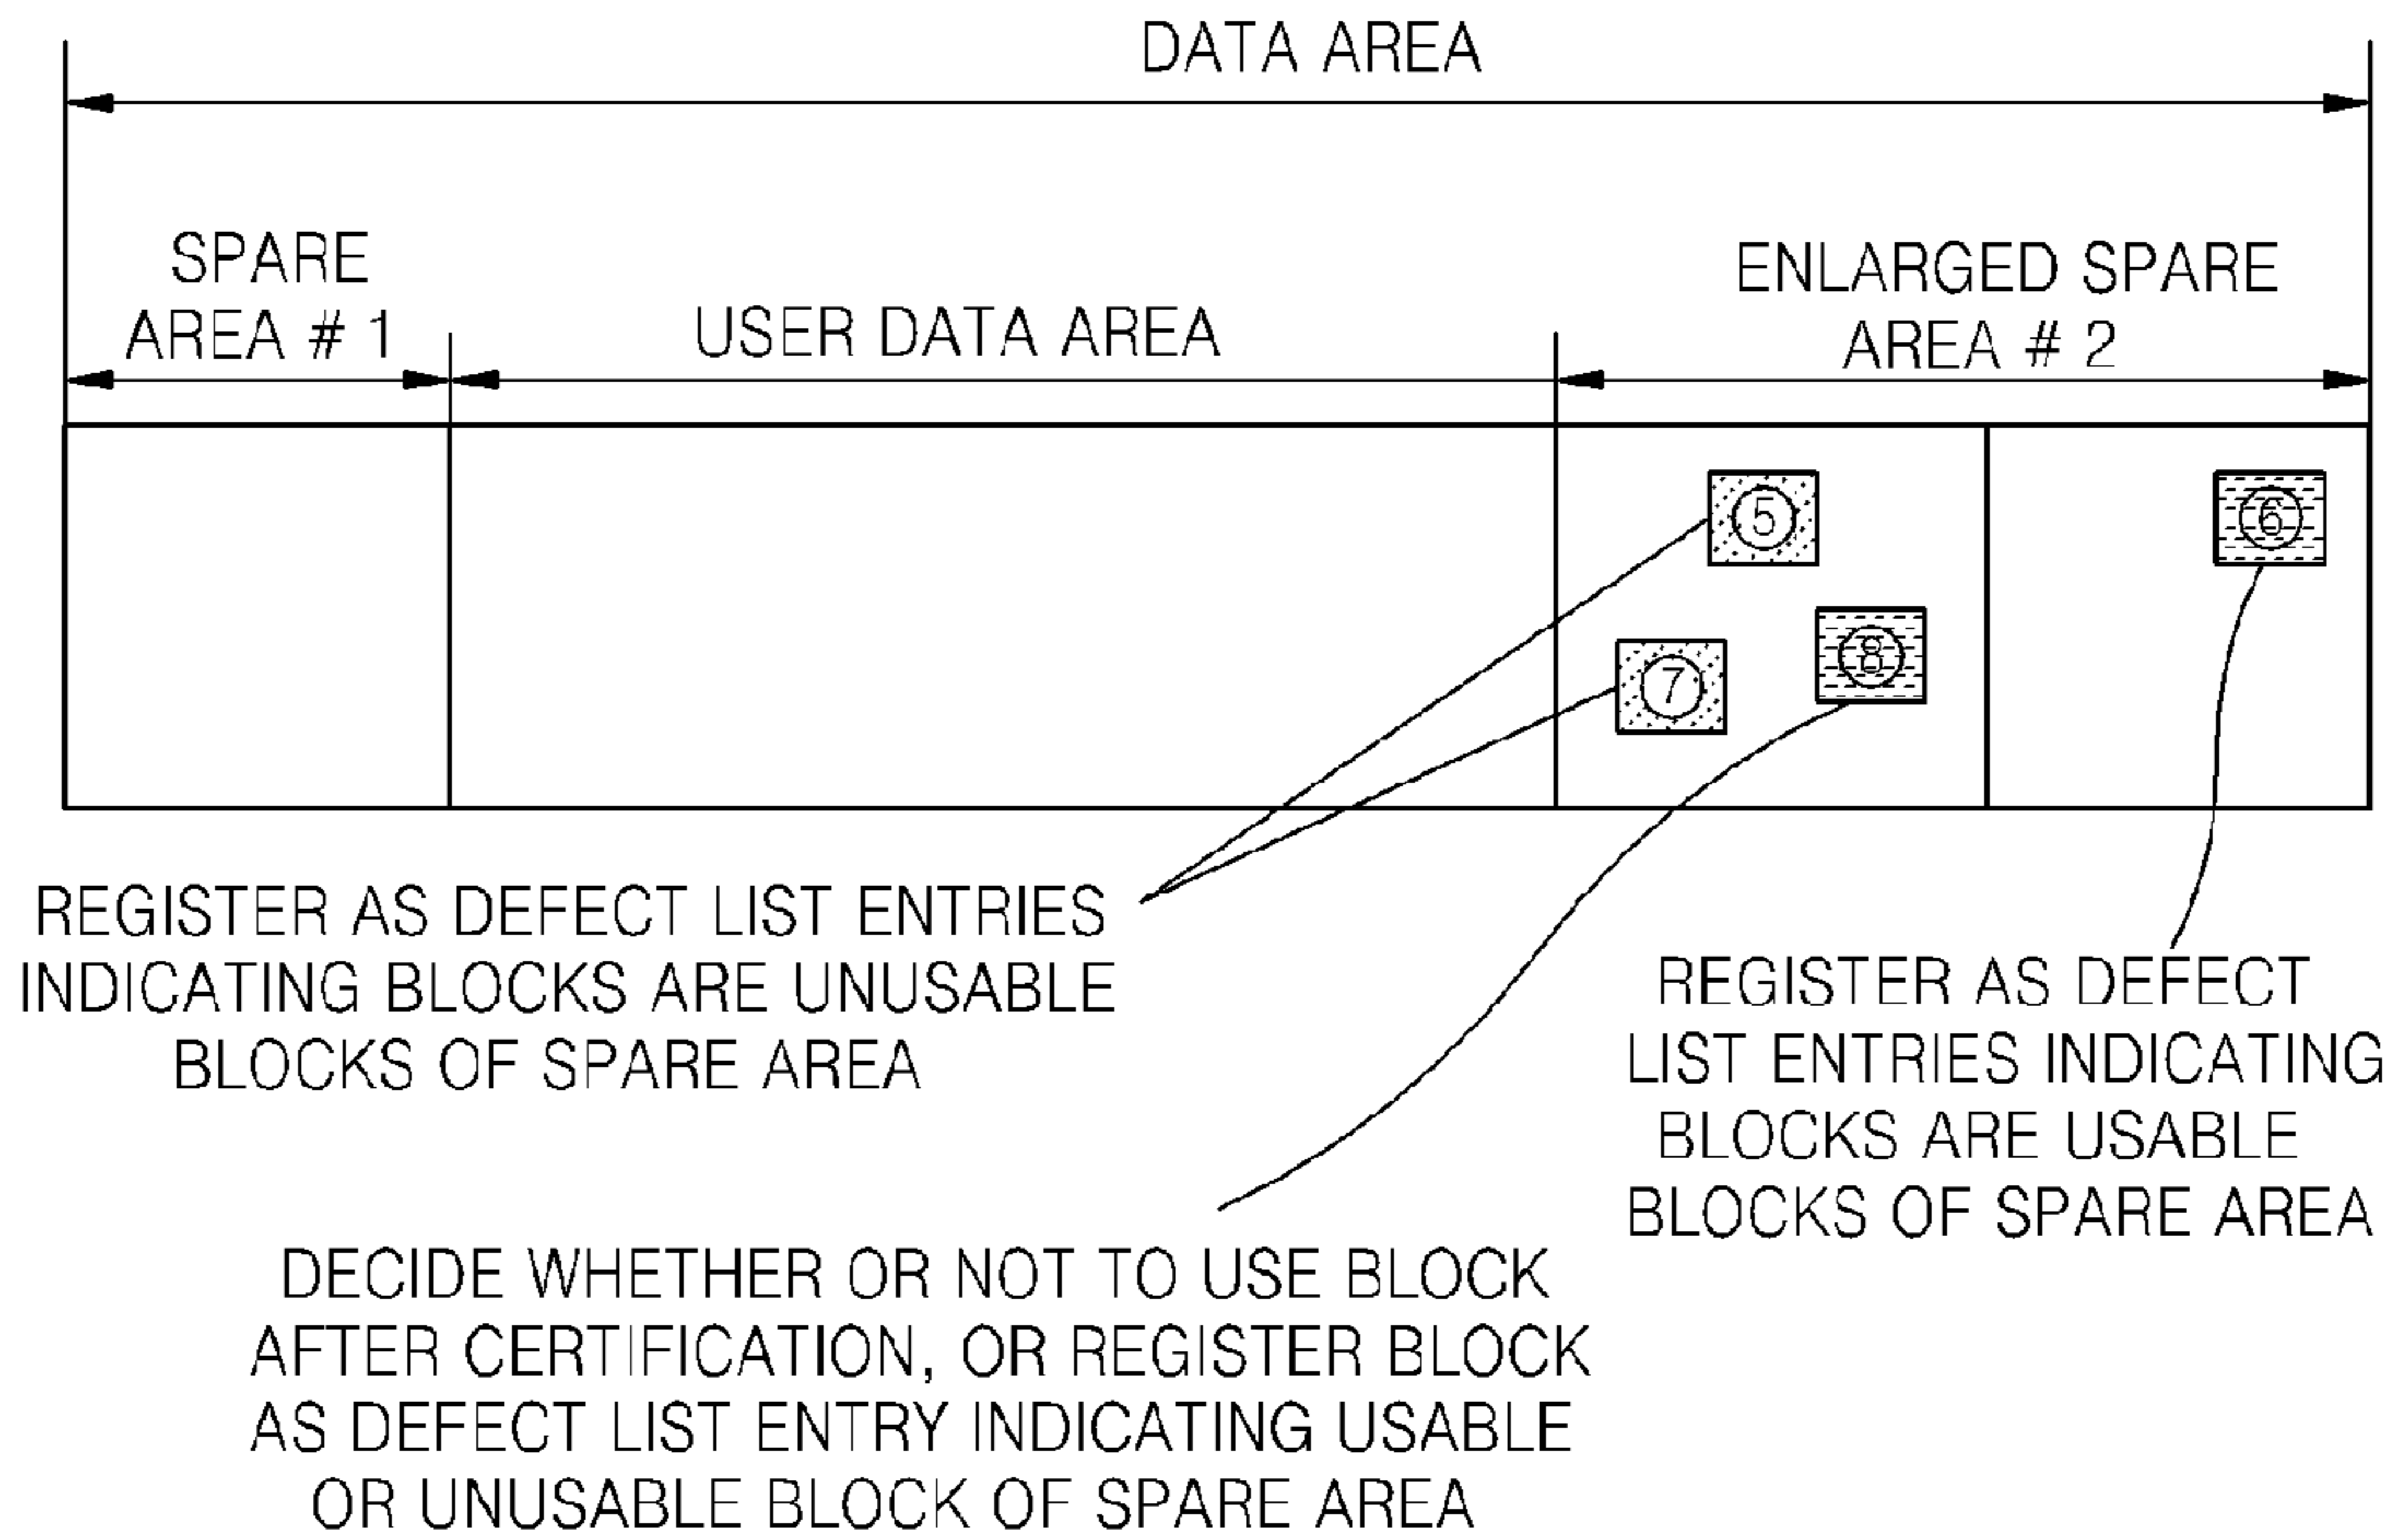 DATA AREA
SPARE
AREA # 1
USER DATA AREA
ENLARGED SPARE
AREA # 2
5
6
7
8
REGISTER AS DEFECT LIST ENTRIES
INDICATING BLOCKS ARE UNUSABLE
BLOCKS OF SPARE AREA
REGISTER AS DEFECT
LIST ENTRIES INDICATING
BLOCKS ARE USABLE
BLOCKS OF SPARE AREA
DECIDE WHETHER OR NOT TO USE BLOCK
AFTER CERTIFICATION, OR REGISTER BLOCK
AS DEFECT LIST ENTRY INDICATING USABLE
OR UNUSABLE BLOCK OF SPARE AREA